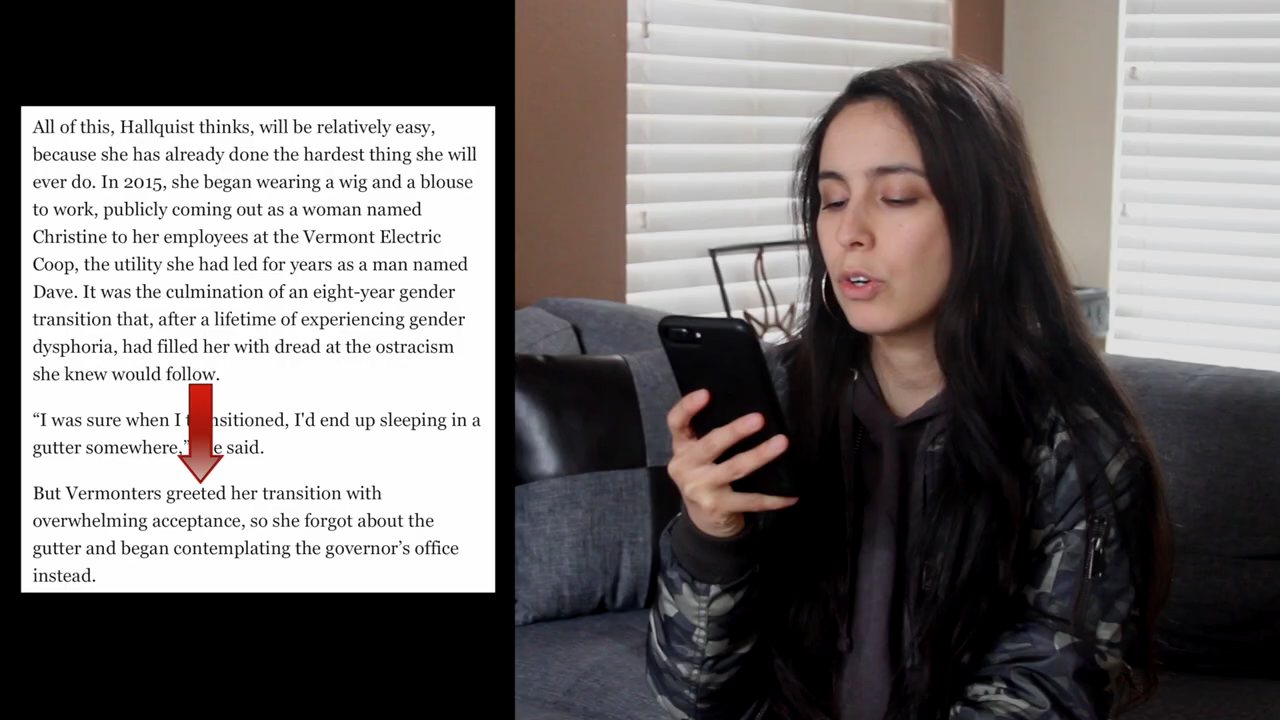 All of this, Hallquist thinks, will be relatively easy,
because she has already done the hardest thing she will
ever do. In 2015, she began wearing a wig and a blouse
to work, publicly coming out as a woman named
Christine to her employees at the Vermont Electric
Coop, the utility she had led for years as a man named
Dave. It was the culmination of an eight-year gender
transition that, after a lifetime of experiencing gender
dysphoria, had filled her with dread at the ostracism
she knew would follow.
“I was sure when I transitioned, I'd end up sleeping in a
gutter somewhere,” she said.
But Vermonters greeted her transition with
overwhelming acceptance, so she forgot about the
gutter and began contemplating the governor’s office
instead.